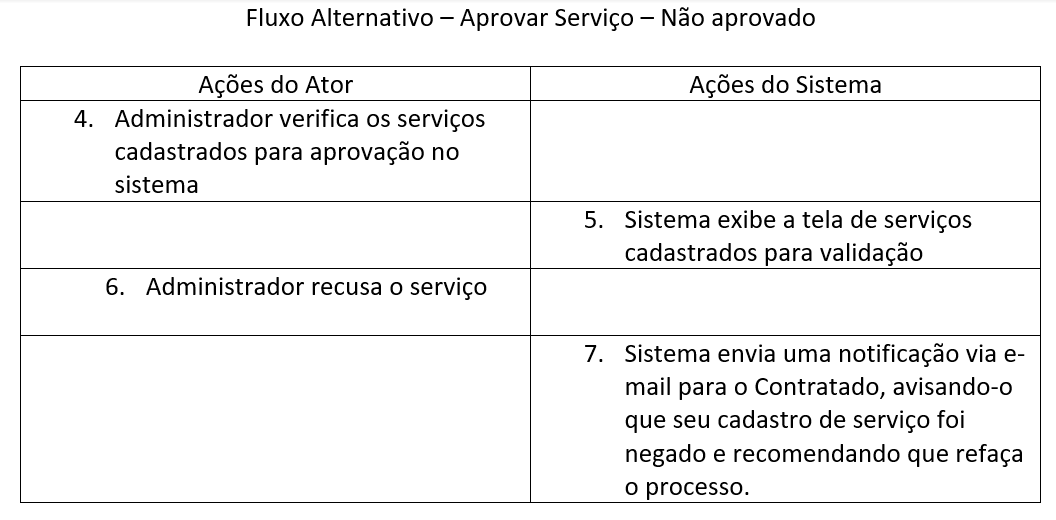 Fluxo Alternativo – Aprovar Serviço – Não aprovado
Ações do Ator
Ações do Sistema
4. Administrador verifica os serviços
cadastrados para aprovação no
sistema
5. Sistema exibe a tela de serviços
cadastrados para validação
6. Administrador recusa o serviço
7. Sistema envia uma notificação via e-
mail para o Contratado, avisando-o
que seu cadastro de serviço foi
negado e recomendando que refaça
o processo.